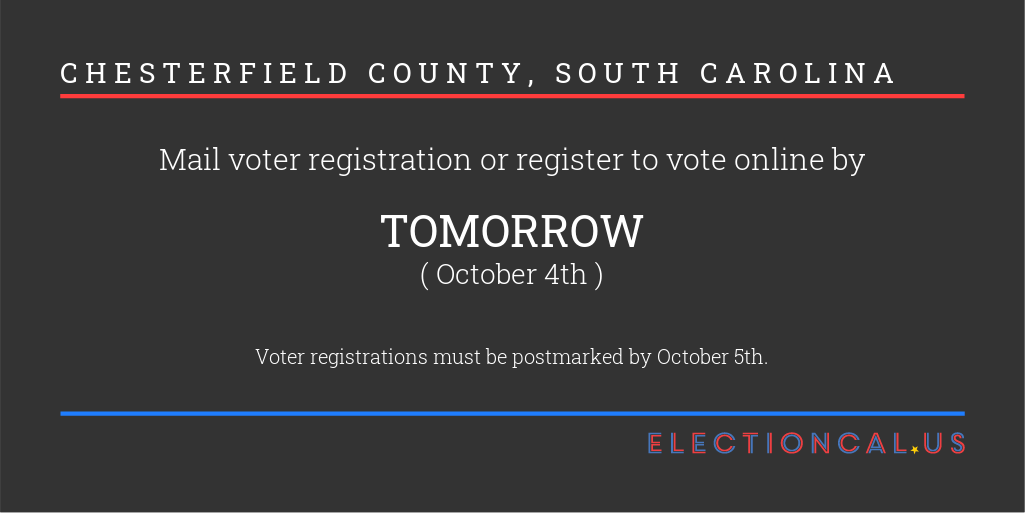 CHESTERFIELD COUNTY, SOUTH CAROLINA
Mail voter registration or register to vote online by
TOMORROW
( October 4th )
Voter registrations must be postmarked by October 5th.
ELECTIONCAL.US